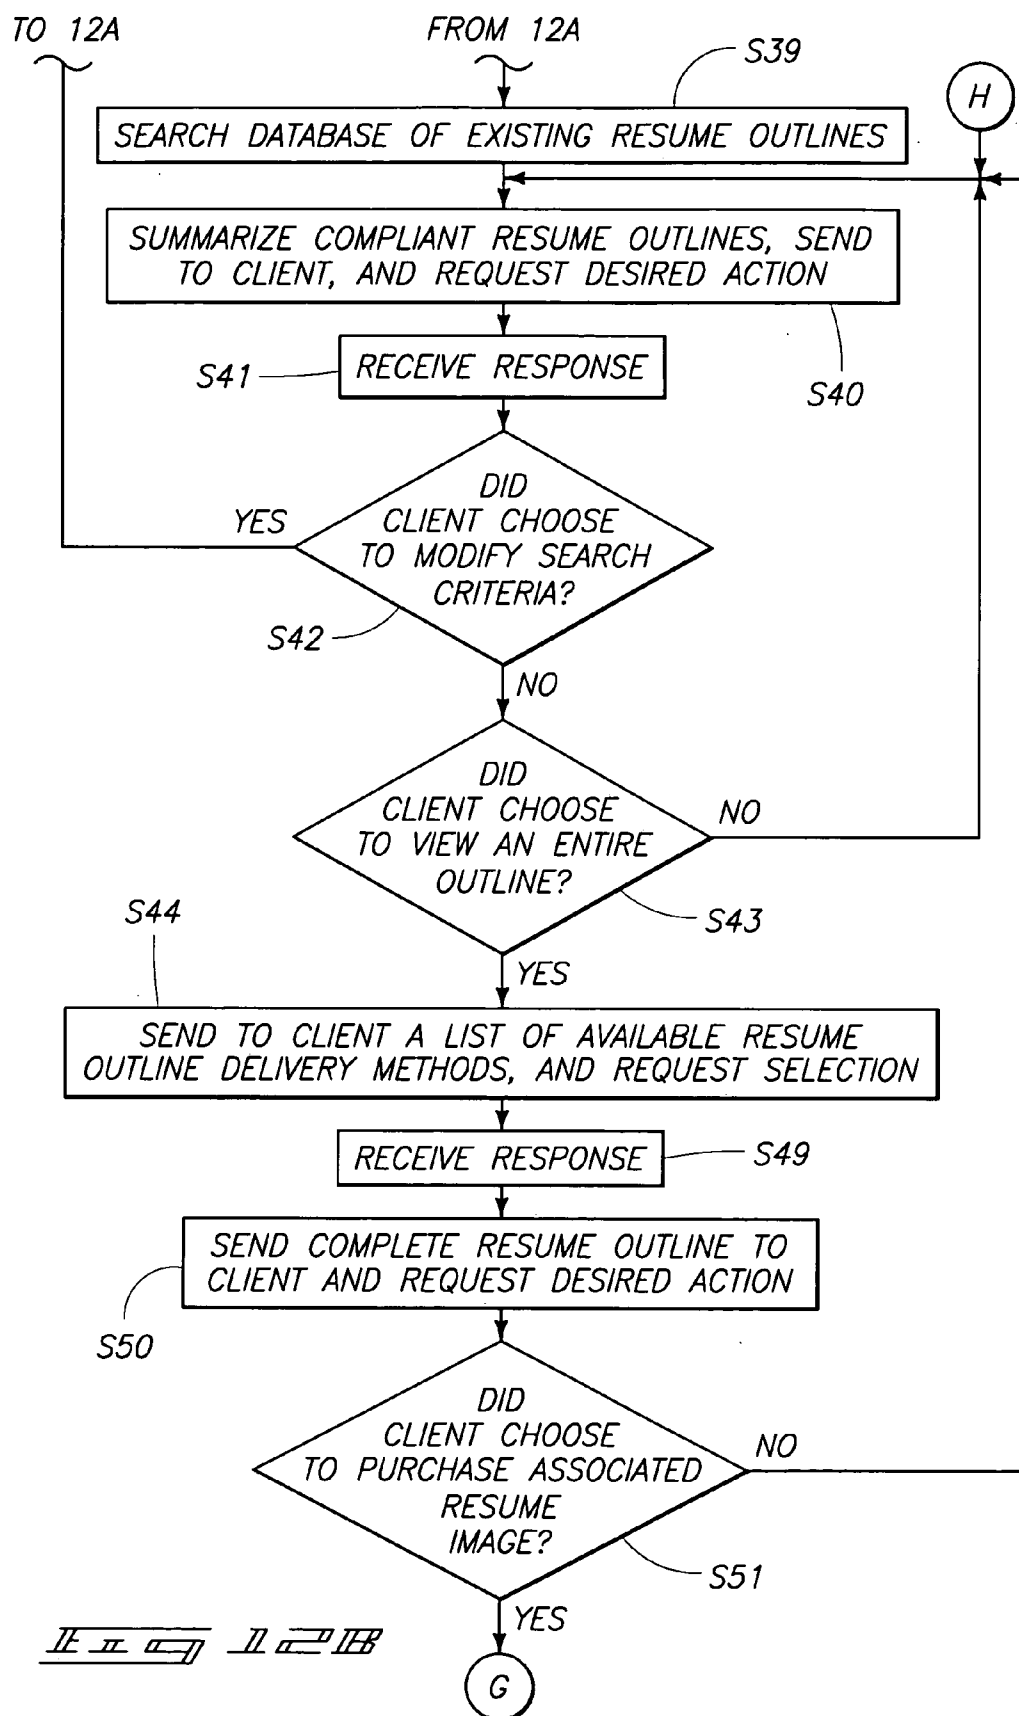 TO 12A
FROM 12A
S39
H
SEARCH DATABASE OF EXISTING RESUME OUTLINES
SUMMARIZE COMPLIANT RESUME OUTLINES, SEND
TO CLIENT, AND REQUEST DESIRED ACTION
S40
S41
RECEIVE RESPONSE
DID
CLIENT CHOOSE
TO MODIFY SEARCH
CRITERIA?
YES
S42
NO
DID
CLIENT CHOOSE
TO VIEW AN ENTIRE
OUTLINE?
NO
S43
S44
YES
SEND TO CLIENT A LIST OF AVAILABLE RESUME
OUTLINE DELIVERY METHODS, AND REQUEST SELECTION
RECEIVE RESPONSE
S49
SEND COMPLETE RESUME OUTLINE TO
CLIENT AND REQUEST DESIRED ACTION
S50
DID
CLIENT CHOOSE
TO PURCHASE ASSOCIATED
RESUME
IMAGE?
NO
S51
YES
G
FIG 12B